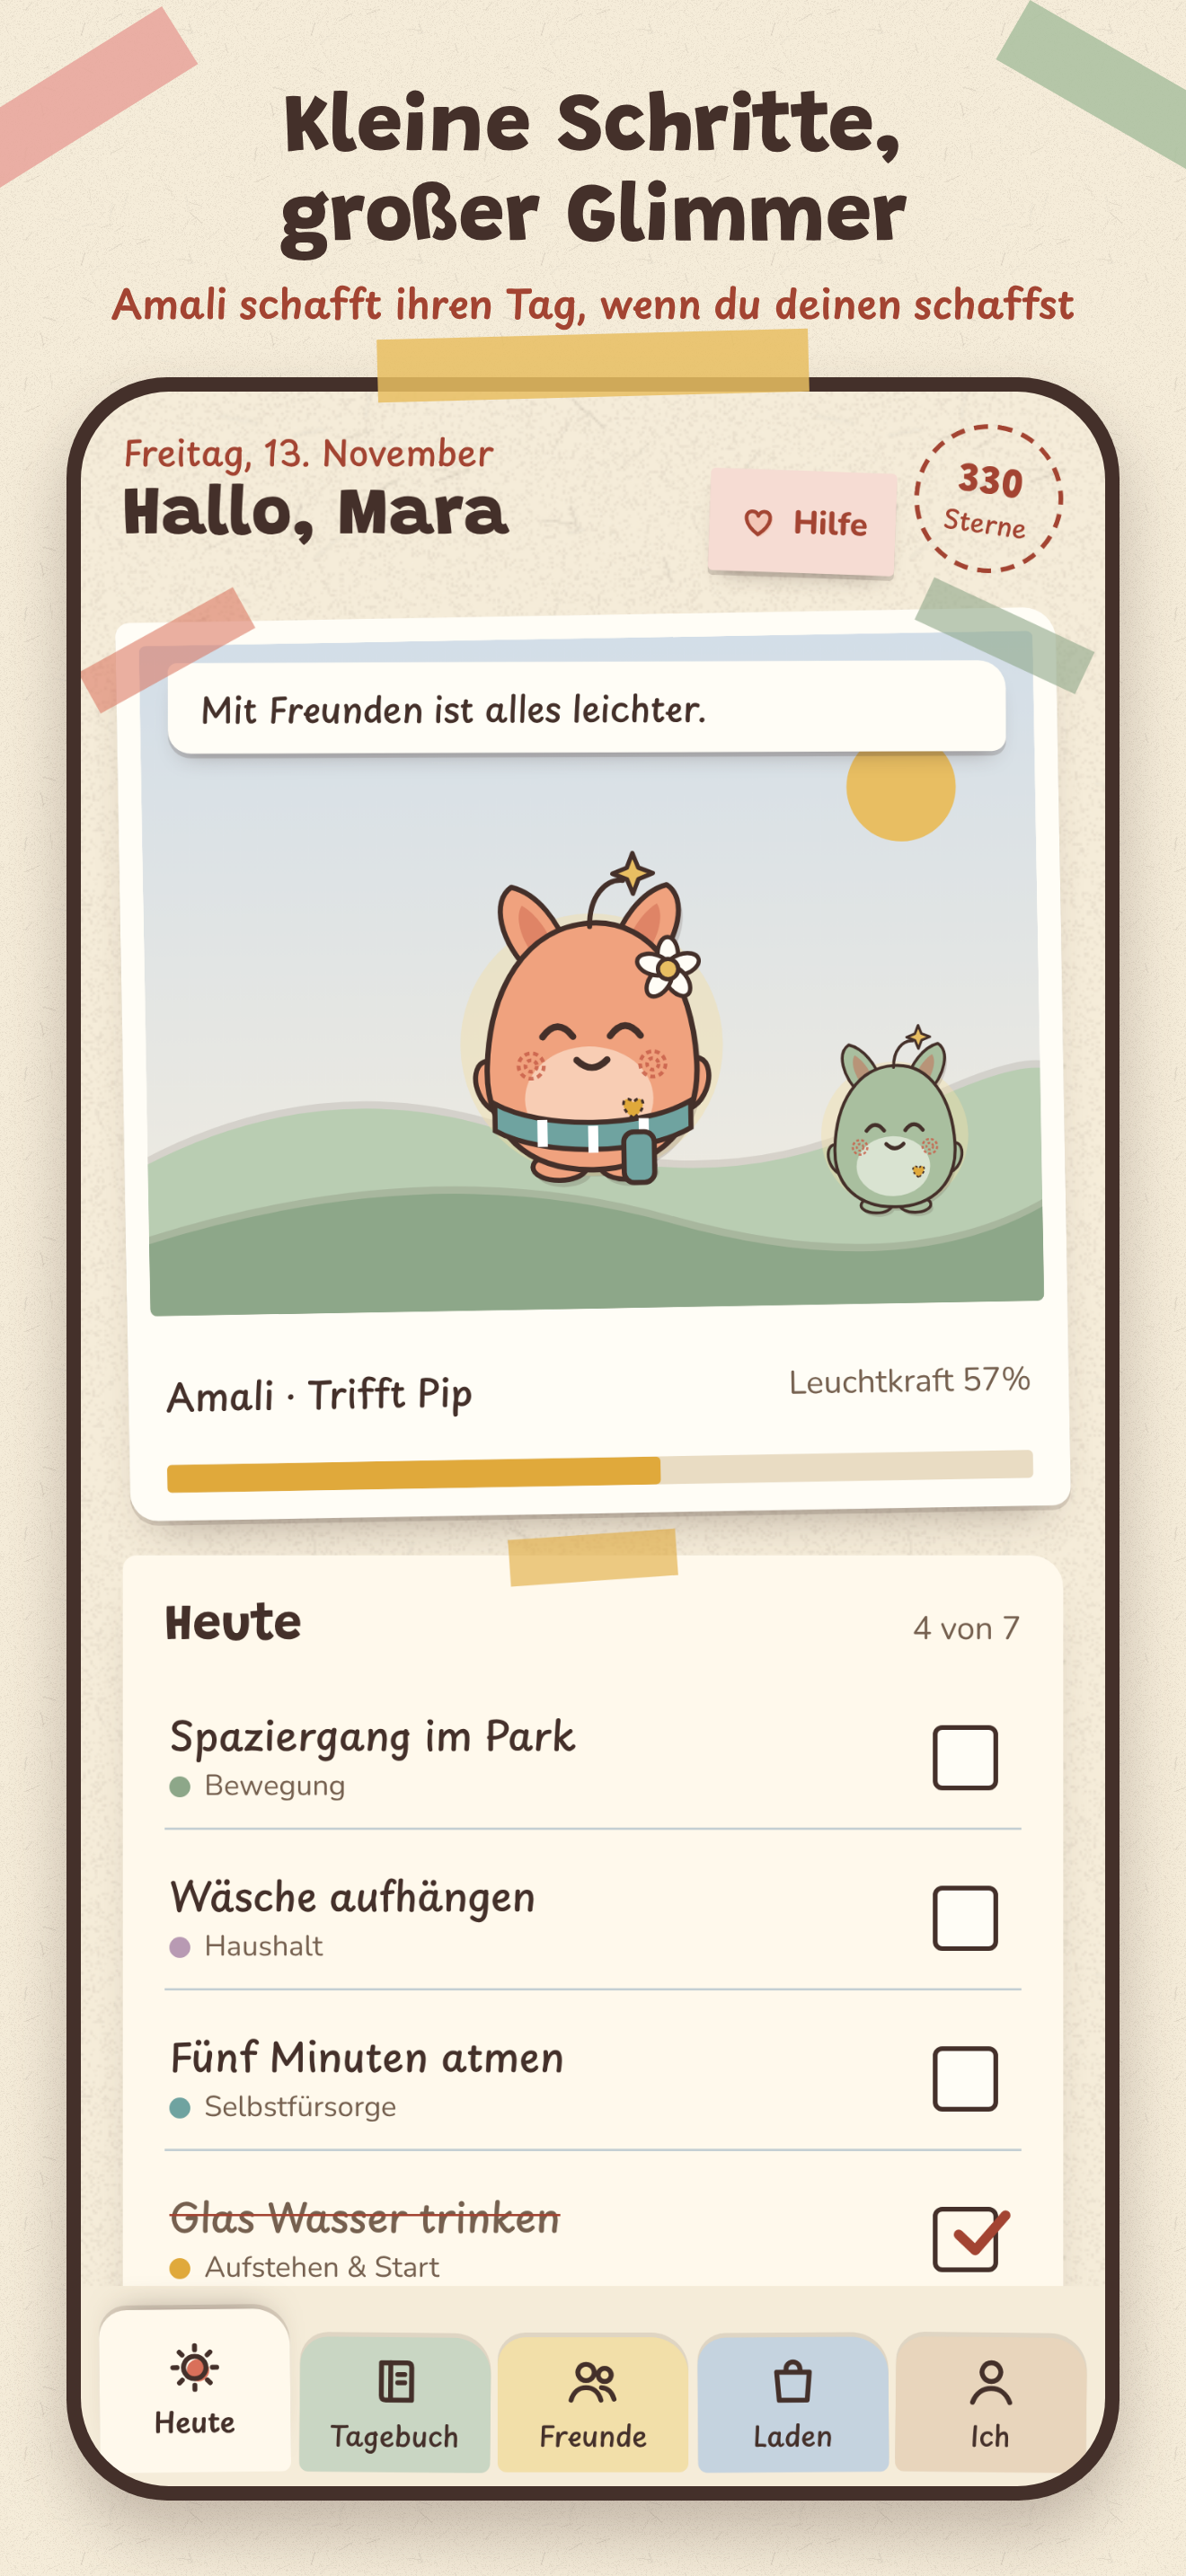 Kleine Schritte,
großer Glimmer
Amali schafft ihren Tag, wenn du deinen schaffst
Freitag, 13. November
Hallo, Mara
Hilfe
330
Sterne
Mit Freunden ist alles leichter.
Amali · Trifft Pip
Leuchtkraft 57%
Heute
4 von 7
Spaziergang im Park
Bewegung
Wäsche aufhängen
Haushalt
Fünf Minuten atmen
Selbstfürsorge
Glas Wasser trinken
Aufstehen & Start
Heute
Tagebuch
Freunde
Laden
Ich